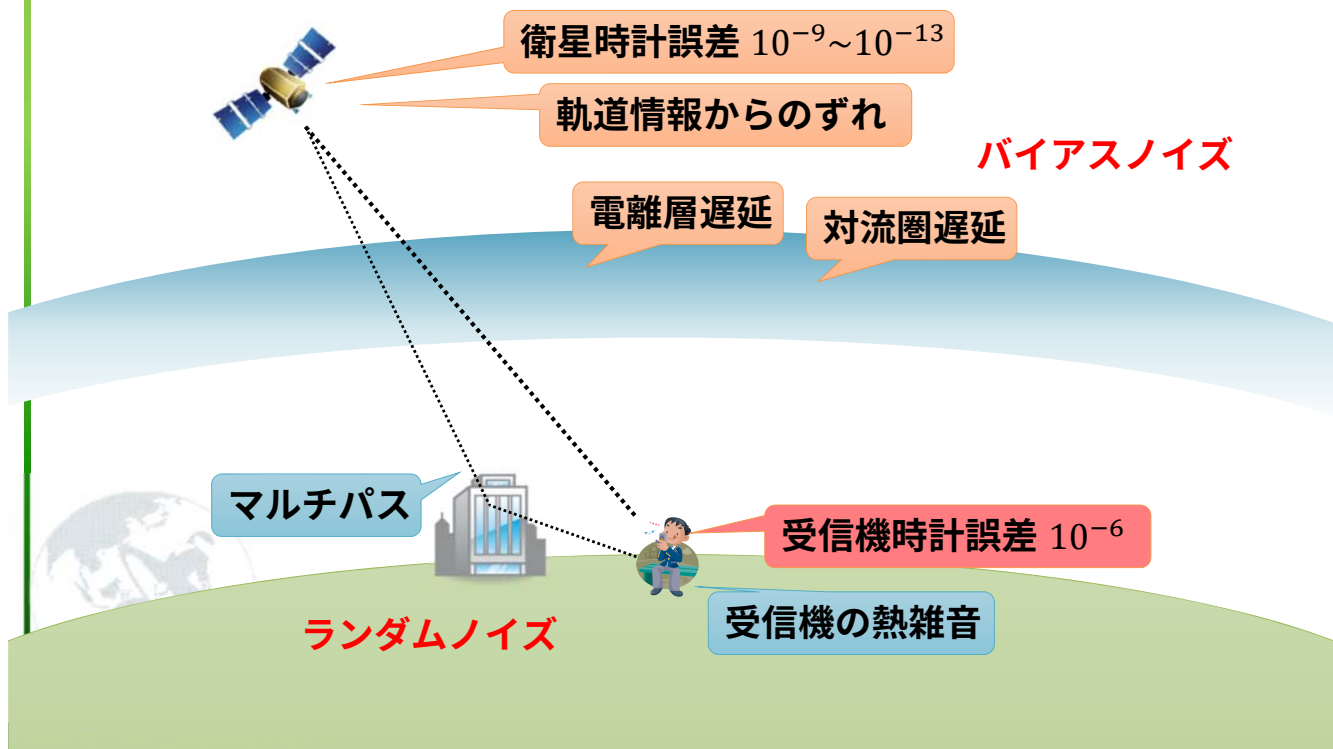 衛星時計誤差 10⁻⁹~10⁻¹³
軌道情報からのずれ
バイアスノイズ
電離層遅延
対流圏遅延
マルチパス
受信機時計誤差 10⁻⁶
受信機の熱雑音
ランダムノイズ